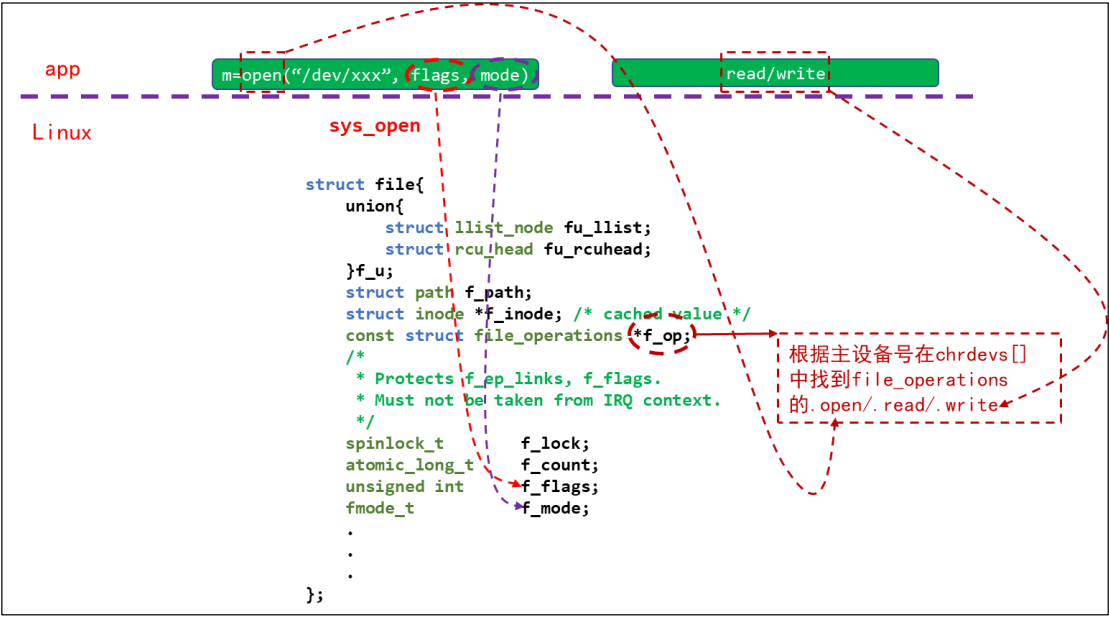 app
m=open(“/dev/xxx”, flags, mode)
read/write
Linux
sys_open
struct file{
union{
struct llist_node fu_llist;
struct rcu_head fu_rcuhead;
}f_u;
struct path f_path;
struct inode *f_inode; /* cached value */
const struct file_operations *f_op;
/*
* Protects f_ep_links, f_flags.
* Must not be taken from IRQ context.
*/
spinlock_t f_lock;
atomic_long_t f_count;
unsigned int f_flags;
fmode_t f_mode;
.
.
.
};
根据主设备号在chrdevs[]
中找到file_operations
的.open/.read/.write